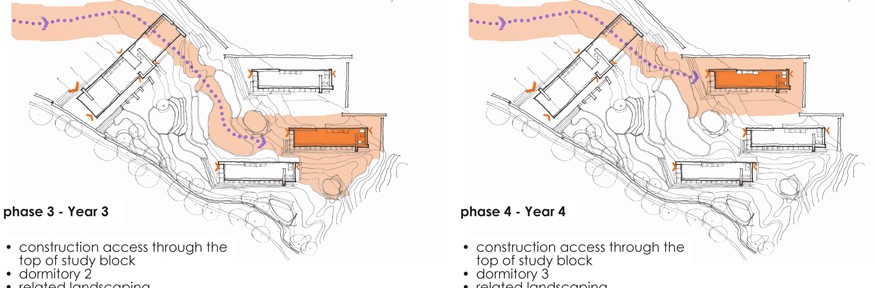 phase 3 - Year 3
• construction access through the
top of study block
• dormitory 2
• related landscaping
phase 4 - Year 4
• construction access through the
top of study block
• dormitory 3
• related landscaping